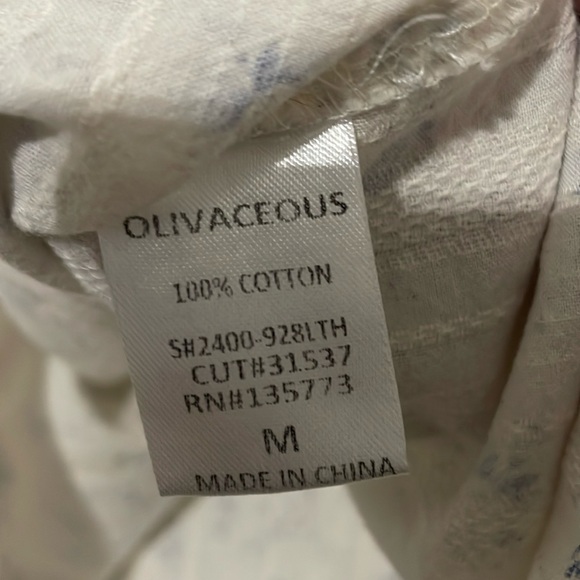 OLIVACEOUS
100% COTTON
S#2400-928LTH
CUT#31537
RN#135773
M
MADE IN CHINA